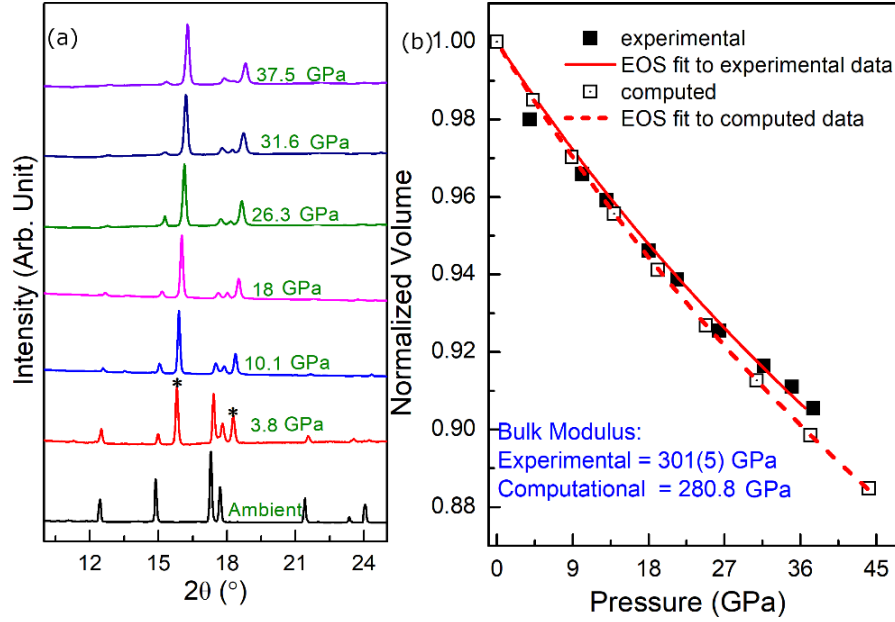 (a)
37.5 GPa
31.6 GPa
26.3 GPa
18 GPa
10.1 GPa
* *
3.8 GPa
Ambient
Intensity (Arb. Unit)
12 15 18 21 24
2θ (°)
(b)
1.00
0.98
0.96
0.94
0.92
0.90
0.88
Normalized Volume
experimental
EOS fit to experimental data
computed
EOS fit to computed data
Bulk Modulus:
Experimental = 301(5) GPa
Computational = 280.8 GPa
0 9 18 27 36 45
Pressure (GPa)